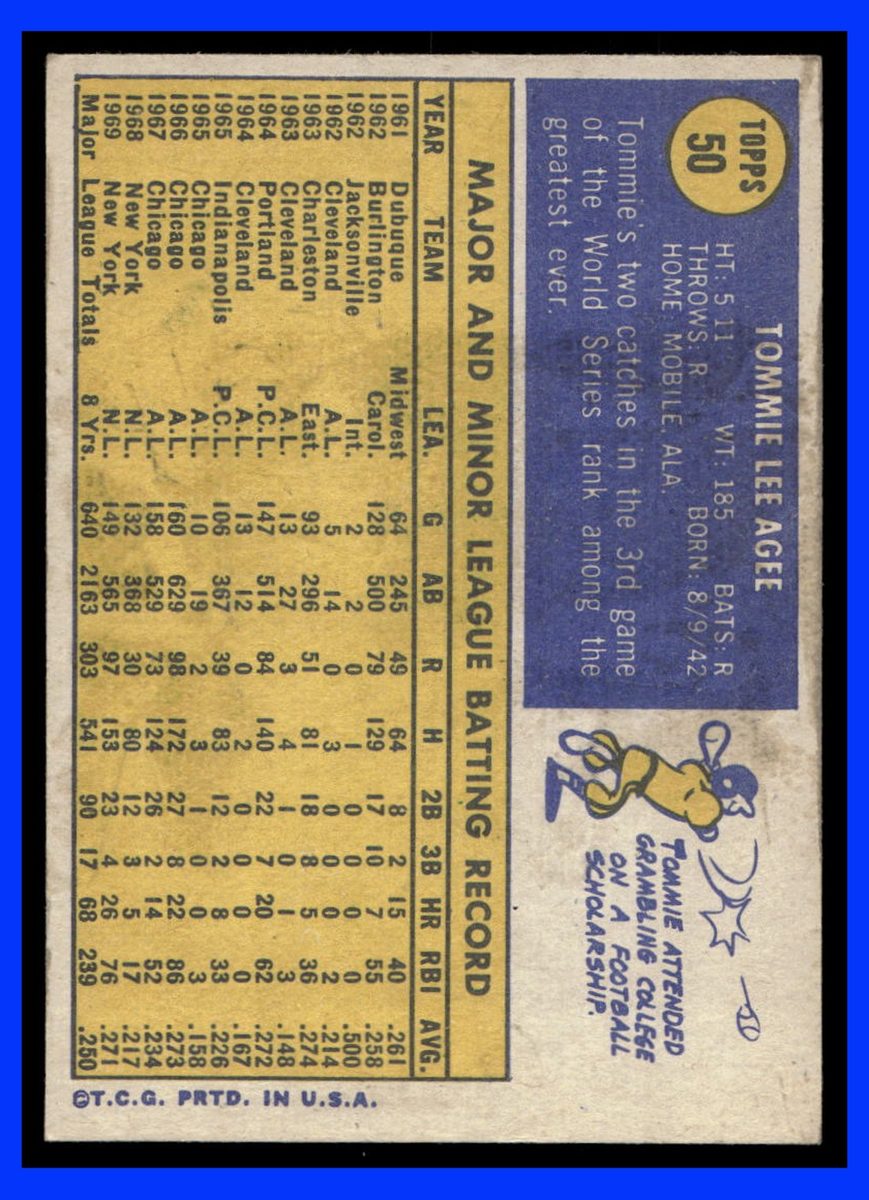 TOPPS
50
TOMMIE LEE AGEE
HT: 5 11 WT: 185 BATS: R
THROWS: R BORN: 8/9/42
HOME: MOBILE, ALA.
Tommie's two catches in the 3rd game
of the World Series rank among the
greatest ever.
TOMMIE ATTENDED
GRAMBLING COLLEGE
ON A FOOTBALL
SCHOLARSHIP.
MAJOR AND MINOR LEAGUE BATTING RECORD
YEAR TEAM LEA. G AB R H 2B 3B HR RBI AVG.
1961 Dubuque Midwest 64 245 49 64 8 2 15 40 .261
1962 Burlington Carol. 128 500 79 129 17 10 7 55 .258
1962 Jacksonville Int. 2 2 0 1 0 0 0 0 .500
1962 Cleveland A.L. 5 14 0 3 0 0 0 2 .214
1963 Charleston East. 93 296 51 81 18 8 5 36 .274
1963 Cleveland A.L. 13 27 3 4 1 0 1 3 .148
1964 Portland P.C.L. 147 514 84 140 22 7 20 62 .272
1964 Cleveland A.L. 13 12 0 2 0 0 0 0 .167
1965 Indianapolis P.C.L. 106 367 39 83 12 2 8 33 .226
1965 Chicago A.L. 10 19 2 3 1 0 0 3 .158
1966 Chicago A.L. 160 629 98 172 27 8 22 86 .273
1967 Chicago A.L. 158 529 73 124 26 2 14 52 .234
1968 New York N.L. 132 368 30 80 12 3 5 17 .217
1969 New York N.L. 149 565 97 153 23 4 26 76 .271
Major League Totals 8 Yrs. 640 2163 303 541 90 17 68 239 .250
©T.C.G. PRTD. IN U.S.A.